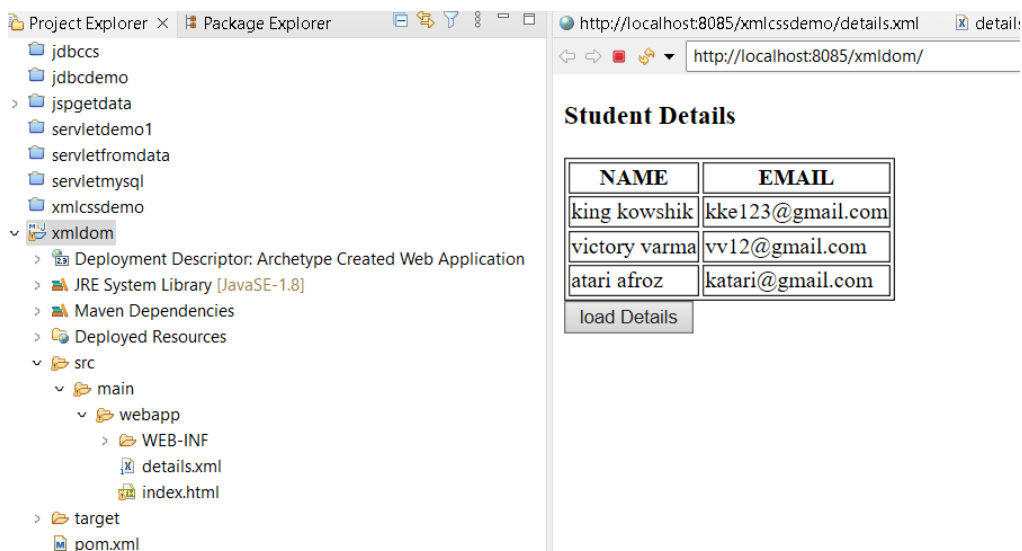 Project Explorer
Package Explorer
jdbccs
jdbcdemo
jspgetdata
servletdemo1
servletfromdata
servletmysql
xmlcssdemo
xmldom
Deployment Descriptor: Archetype Created Web Application
JRE System Library [JavaSE-1.8]
Maven Dependencies
Deployed Resources
src
main
webapp
WEB-INF
details.xml
index.html
target
pom.xml
http://localhost:8085/xmlcssdemo/details.xml details
http://localhost:8085/xmldom/
Student Details
NAME EMAIL
king kowshik kke123@gmail.com
victory varma vv12@gmail.com
atari afroz katari@gmail.com
load Details